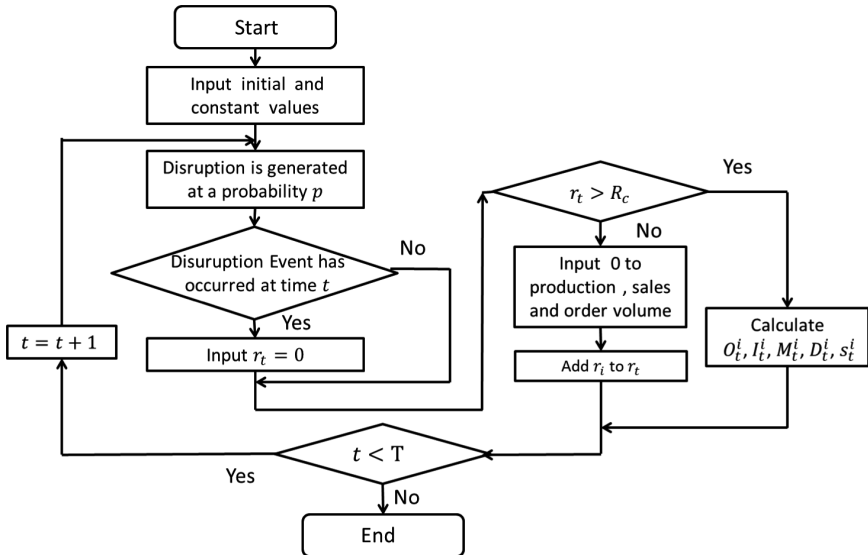 Start
Input initial and
constant values
Disruption is generated
at a probability p
Disuruption Event has
occurred at time t
No
Yes
Input r_t = 0
t = t + 1
r_t > R_c
Yes
No
Input 0 to
production , sales
and order volume
Add r_i to r_t
Calculate
O_t^i, I_t^i, M_t^i, D_t^i, s_t^i
t < T
Yes
No
End